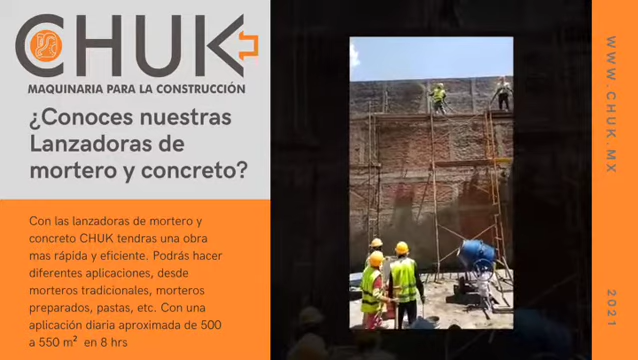 CHUK
MAQUINARIA PARA LA CONSTRUCCIÓN
¿Conoces nuestras
Lanzadoras de
mortero y concreto?
Con las lanzadoras de mortero y
concreto CHUK tendras una obra
mas rápida y eficiente. Podrás hacer
diferentes aplicaciones, desde
morteros tradicionales, morteros
preparados, pastas, etc. Con una
aplicación diaria aproximada de 500
a 550 m² en 8 hrs
WWW.CHUK.MX
2021